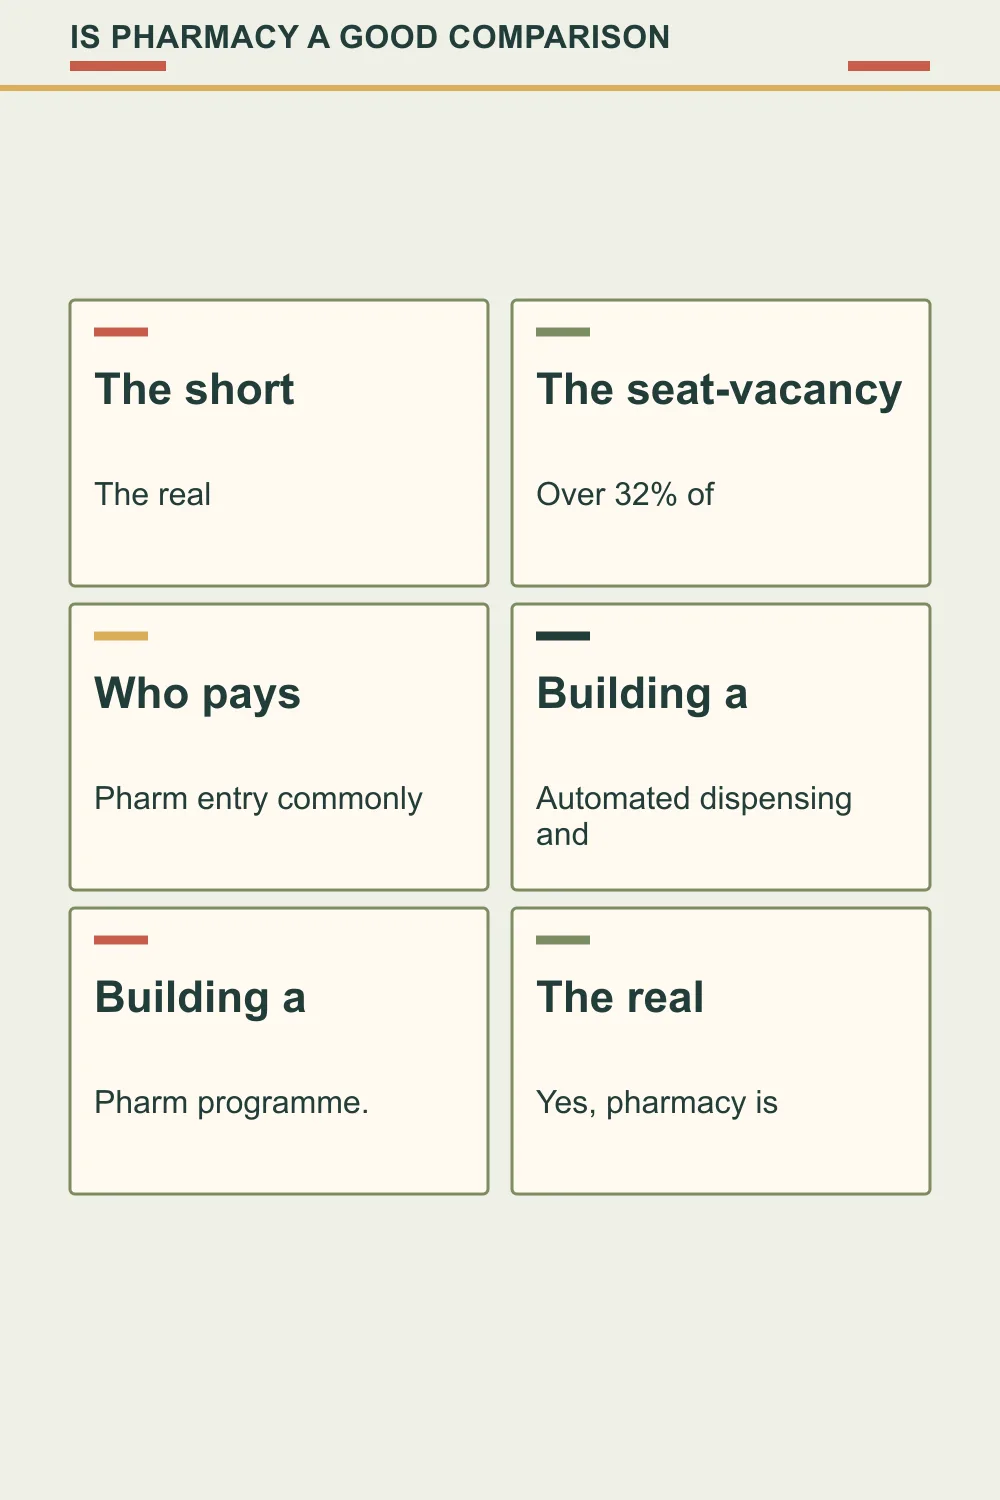 IS PHARMACY A GOOD COMPARISON
The short
The real
The seat-vacancy
Over 32% of
Who pays
Pharm entry commonly
Building a
Automated dispensing
and
Building a
Pharm programme.
The real
Yes, pharmacy is